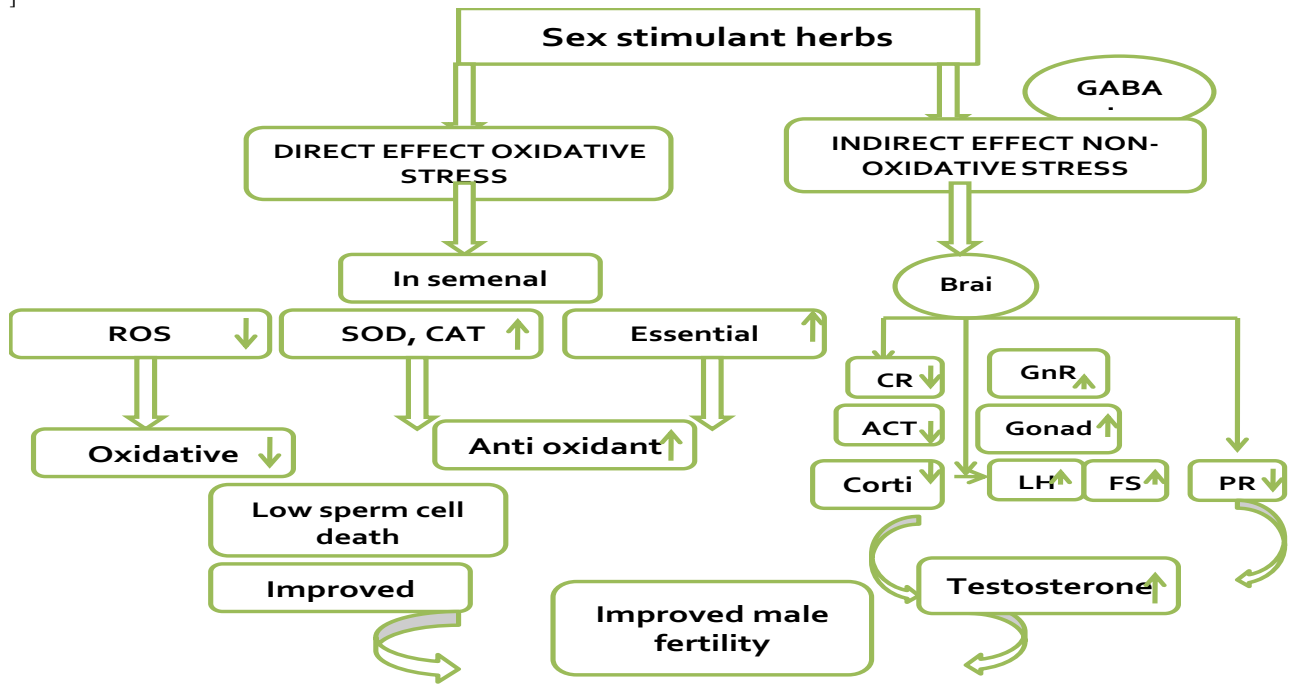 ]
Sex stimulant herbs
GABA
DIRECT EFFECT OXIDATIVE
STRESS
INDIRECT EFFECT NON-
OXIDATIVE STRESS
In semenal
Brai
ROS
SOD, CAT
Essential
CR
GnR
ACT
Gonad
Oxidative
Anti oxidant
Corti
LH
FS
PR
Low sperm cell
death
Improved
Testosterone
Improved male
fertility